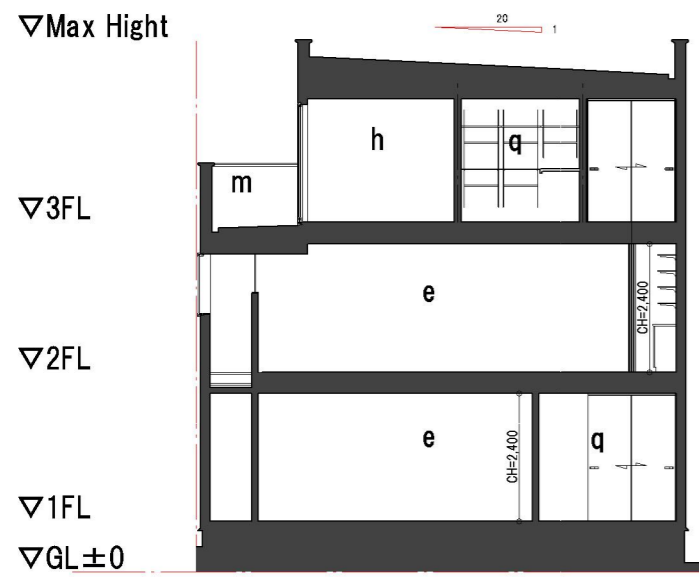 ▽Max Hight
20
1
h
q
m
▽3FL
e
CH=2,400
▽2FL
e
CH=2,400
q
▽1FL
▽GL±0